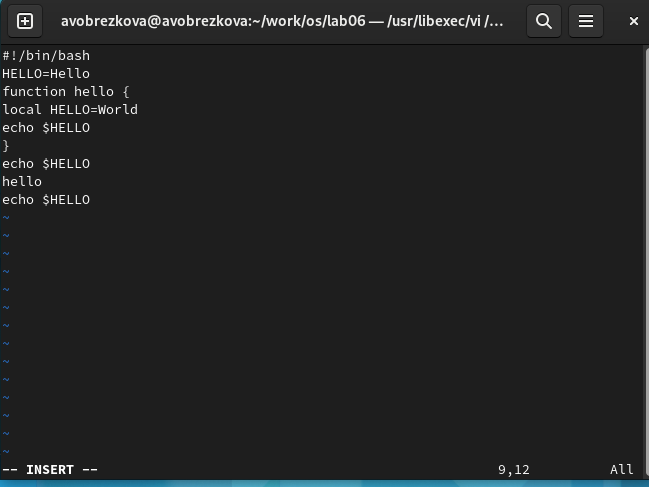 avobrezkova@avobrezkova:~/work/os/lab06 — /usr/libexec/vi /...
#!/bin/bash
HELLO=Hello
function hello {
local HELLO=World
echo $HELLO
}
echo $HELLO
hello
echo $HELLO
~
~
~
~
~
~
~
~
~
~
~
~
~
~
-- INSERT -- 9,12 All